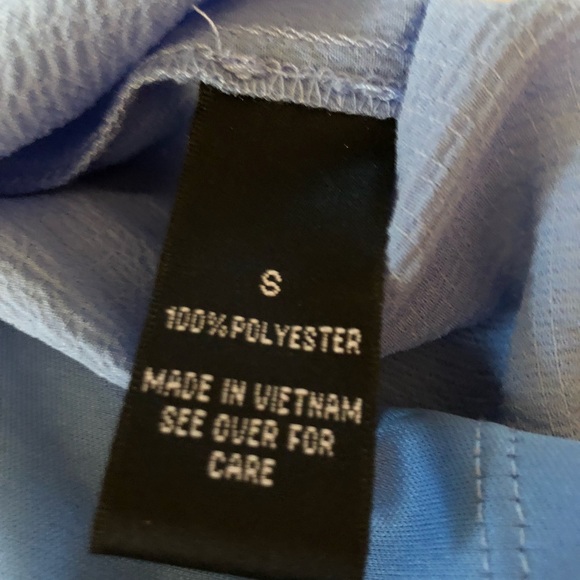 S
100% POLYESTER
MADE IN VIETNAM
SEE OVER FOR
CARE